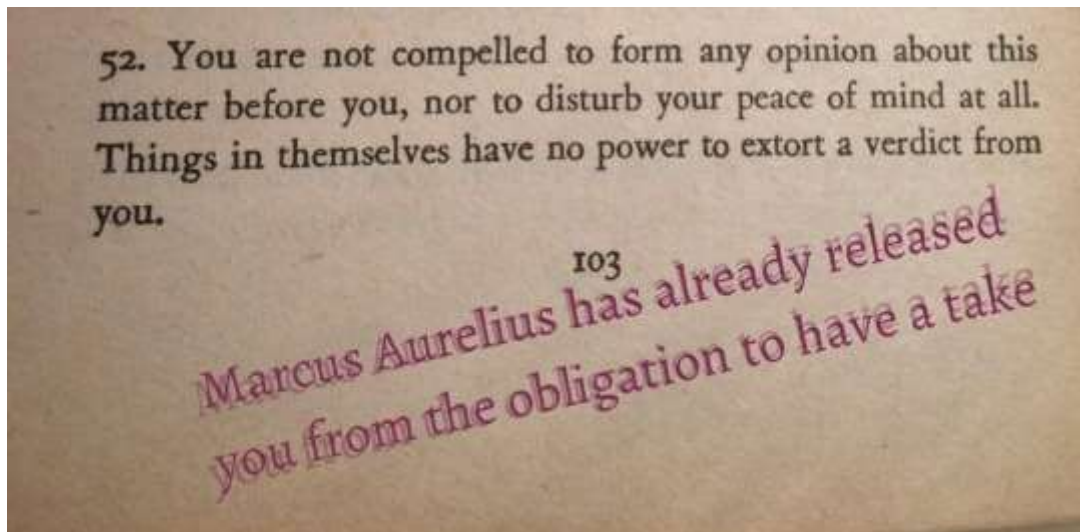 52. You are not compelled to form any opinion about this
matter before you, nor to disturb your peace of mind at all.
Things in themselves have no power to extort a verdict from
you.
103
Marcus Aurelius has already released
you from the obligation to have a take